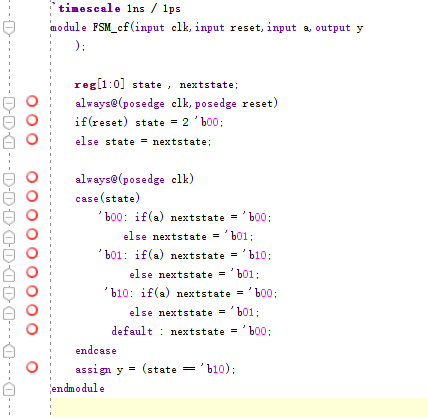 `timescale 1ns / 1ps
module FSM_cf(input clk,input reset,input a,output y
);
reg[1:0] state , nextstate;
always@(posedge clk,posedge reset)
if(reset) state = 2 'b00;
else state = nextstate;
always@(posedge clk)
case(state)
'b00: if(a) nextstate = 'b00;
else nextstate = 'b01;
'b01: if(a) nextstate = 'b10;
else nextstate = 'b01;
'b10: if(a) nextstate = 'b00;
else nextstate = 'b01;
default : nextstate = 'b00;
endcase
assign y = (state == 'b10);
endmodule